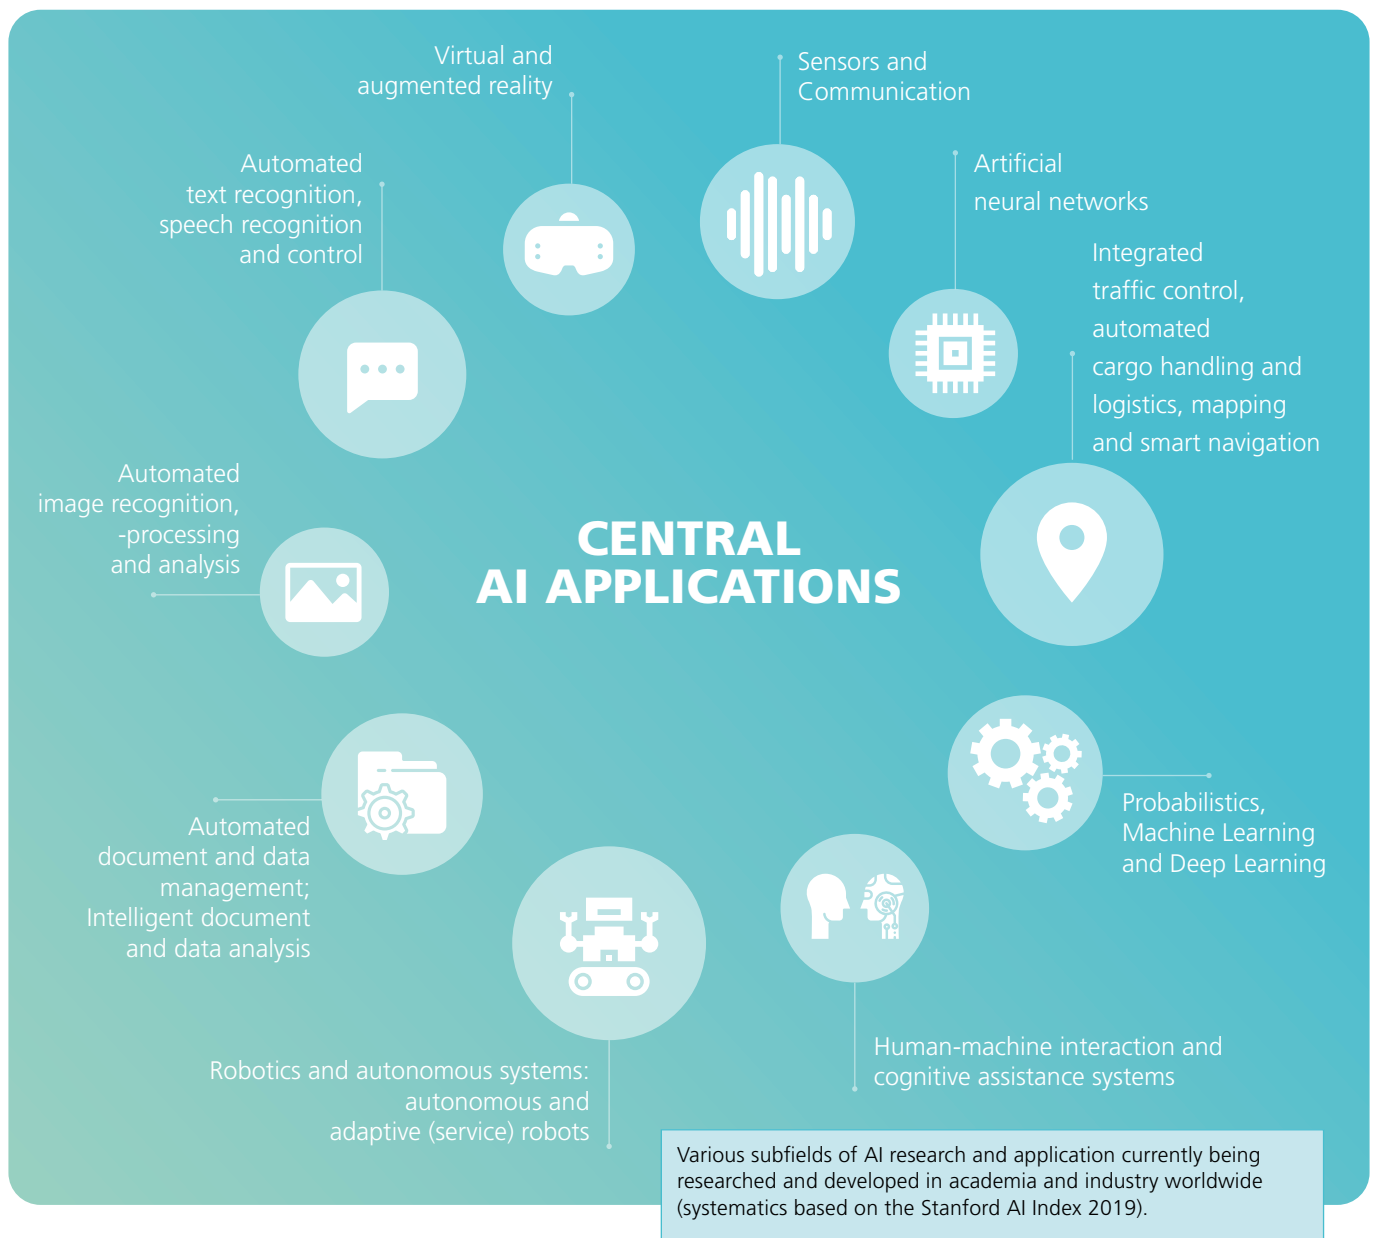 Virtual and
augmented reality
Sensors and
Communication
Automated
text recognition,
speech recognition
and control
Artificial
neural networks
Integrated
traffic control,
automated
cargo handling and
logistics, mapping
and smart navigation
Automated
image recognition,
-processing
and analysis
CENTRAL
AI APPLICATIONS
Automated
document and data
management;
Intelligent document
and data analysis
Probabilistics,
Machine Learning
and Deep Learning
Robotics and autonomous systems:
autonomous and
adaptive (service) robots
Human-machine interaction and
cognitive assistance systems
Various subfields of AI research and application currently being
researched and developed in academia and industry worldwide
(systematics based on the Stanford AI Index 2019).